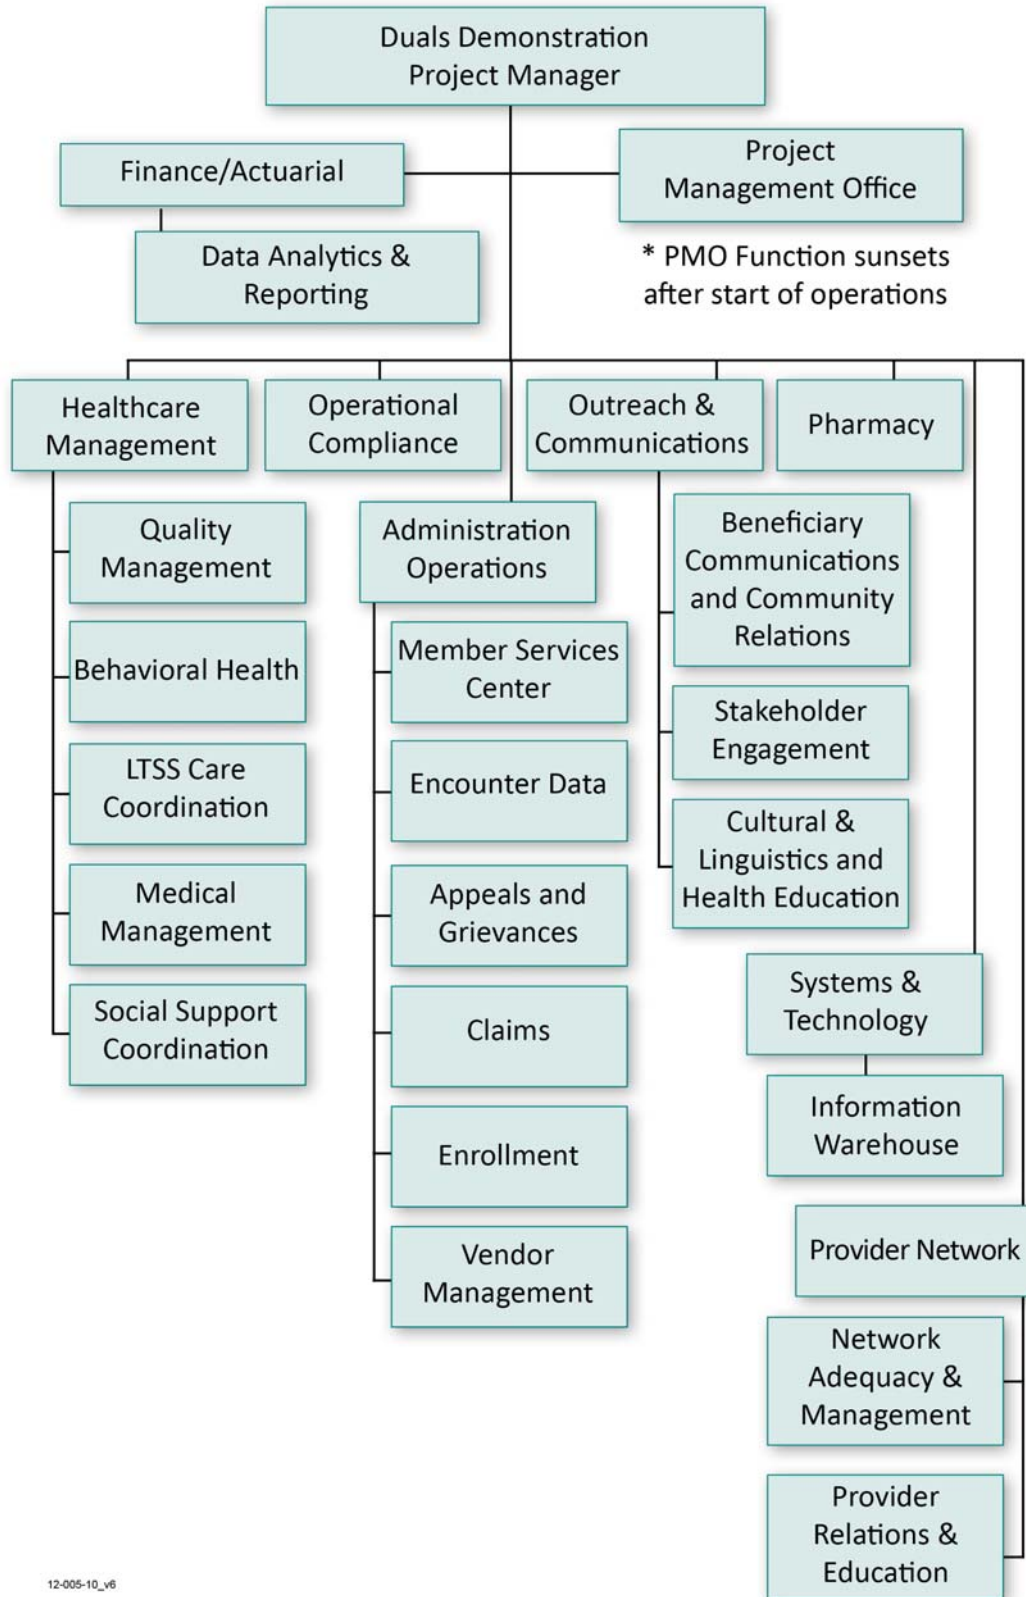 Duals Demonstration
Project Manager
Finance/Actuarial
Project
Management Office
Data Analytics &
Reporting
* PMO Function sunsets
after start of operations
Healthcare
Management
Operational
Compliance
Outreach &
Communications
Pharmacy
Quality
Management
Behavioral Health
LTSS Care
Coordination
Medical
Management
Social Support
Coordination
Administration
Operations
Member Services
Center
Encounter Data
Appeals and
Grievances
Claims
Enrollment
Vendor
Management
Beneficiary
Communications
and Community
Relations
Stakeholder
Engagement
Cultural &
Linguistics and
Health Education
Systems &
Technology
Information
Warehouse
Provider Network
Network
Adequacy &
Management
Provider
Relations &
Education
12-005-10_v6